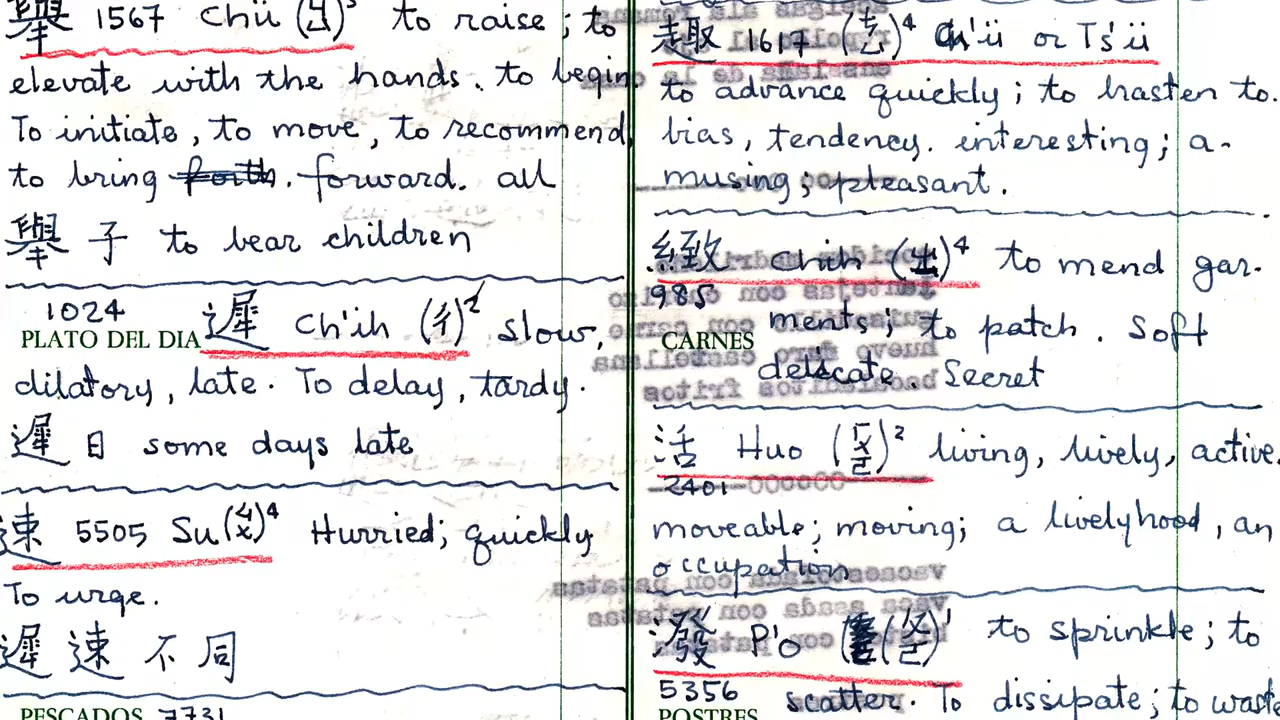 舉 1567 Chü (ㄐㄩ)³ to raise; to
elevate with the hands. to begin
To initiate, to move, to recommend,
to bring forth. forward. all
舉子 to bear children
1024
PLATO DEL DIA 遲 Ch'ih (ㄔ)² slow,
dilatory, late. To delay, tardy.
遲日 some days late
速 5505 Su (ㄙㄨ)⁴ Hurried; quickly
To urge.
遲速不同
PESCADOS 7731
趣 1617 (ㄑㄩ)⁴ Ch'ü or Ts'ü
to advance quickly; to hasten to.
bias, tendency. interesting; a-
musing; pleasant.
緻 Chih (ㄓ)⁴ to mend gar-
985
ments; to patch. Soft
CARNES
delicate. Secret
活 Huo (ㄏㄨㄛ)² living, lively, active.
2401
moveable; moving; a livelyhood, an
occupation
潑 P'o (ㄆㄛ)¹ to sprinkle; to
5356
scatter. To dissipate; to waste
POSTRES